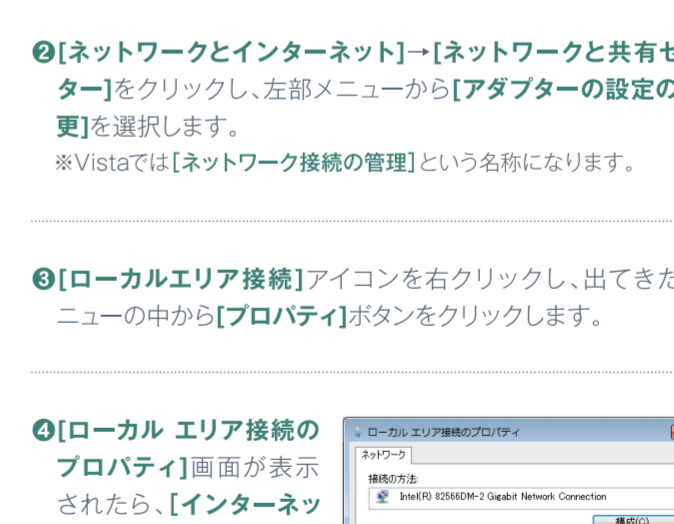 ❷[ネットワークとインターネット]→[ネットワークと共有セ
ター]をクリックし、左部メニューから[アダプターの設定の
更]を選択します。
※Vistaでは[ネットワーク接続の管理]という名称になります。
❸[ローカルエリア接続]アイコンを右クリックし、出てきた
ニューの中から[プロパティ]ボタンをクリックします。
❹[ローカル エリア接続の
プロパティ]画面が表示
されたら、[インターネッ
ローカル エリア接続のプロパティ
ネットワーク
接続の方法:
Intel(R) 82566DM-2 Gigabit Network Connection
構成(C)